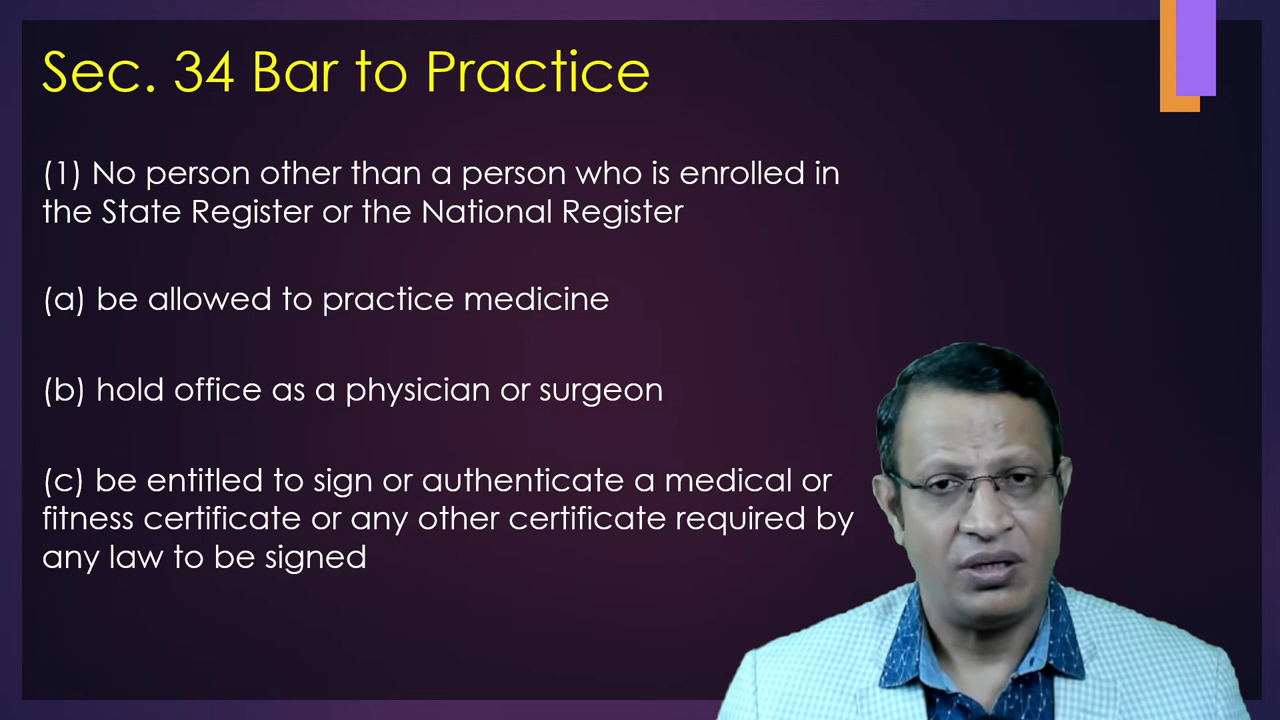 Sec. 34 Bar to Practice
(1) No person other than a person who is enrolled in
the State Register or the National Register
(a) be allowed to practice medicine
(b) hold office as a physician or surgeon
(c) be entitled to sign or authenticate a medical or
fitness certificate or any other certificate required by
any law to be signed